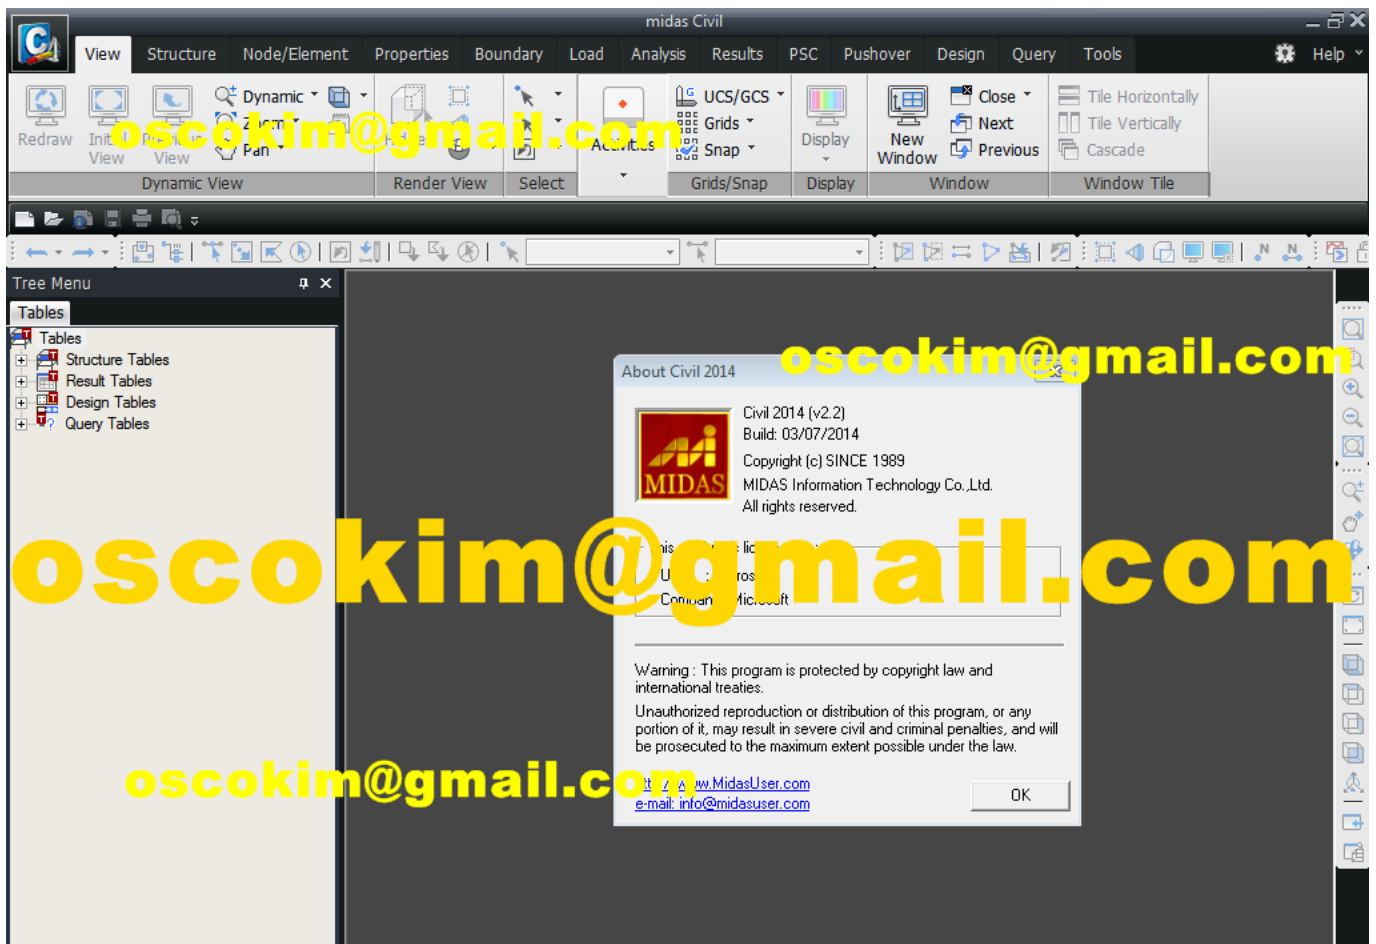 midas Civil
View Structure Node/Element Properties Boundary Load Analysis Results PSC Pushover Design Query Tools Help
Redraw
View
View
Dynamic
Pan
UCS/GCS
Grids
Snap
Display
New
Window
Close
Next
Previous
Tile Horizontally
Tile Vertically
Cascade
oscokim@gmail.com
Dynamic View Render View Select Grids/Snap Display Window Window Tile
Tree Menu
Tables
Tables
Structure Tables
Result Tables
Design Tables
Query Tables
oscokim@gmail.com
About Civil 2014
Civil 2014 (v2.2)
Build: 03/07/2014
Copyright (c) SINCE 1989
MIDAS Information Technology Co.,Ltd.
All rights reserved.
MIDAS
oscokim@gmail.com
Warning : This program is protected by copyright law and
international treaties.
Unauthorized reproduction or distribution of this program, or any
portion of it, may result in severe civil and criminal penalties, and will
be prosecuted to the maximum extent possible under the law.
oscokim@gmail.com
e-mail: info@midasuser.com
OK